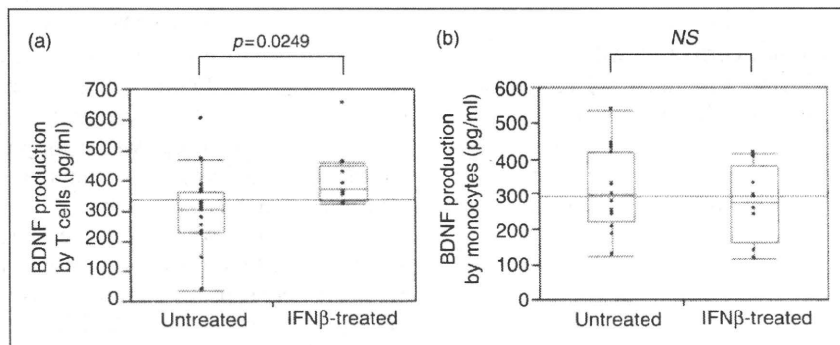 (a)
p=0.0249
BDNF production
by T cells (pg/ml)
700
600
500
400
300
200
100
0
Untreated
IFNβ-treated
(b)
NS
BDNF production
by monocytes (pg/ml)
600
500
400
300
200
100
0
Untreated
IFNβ-treated